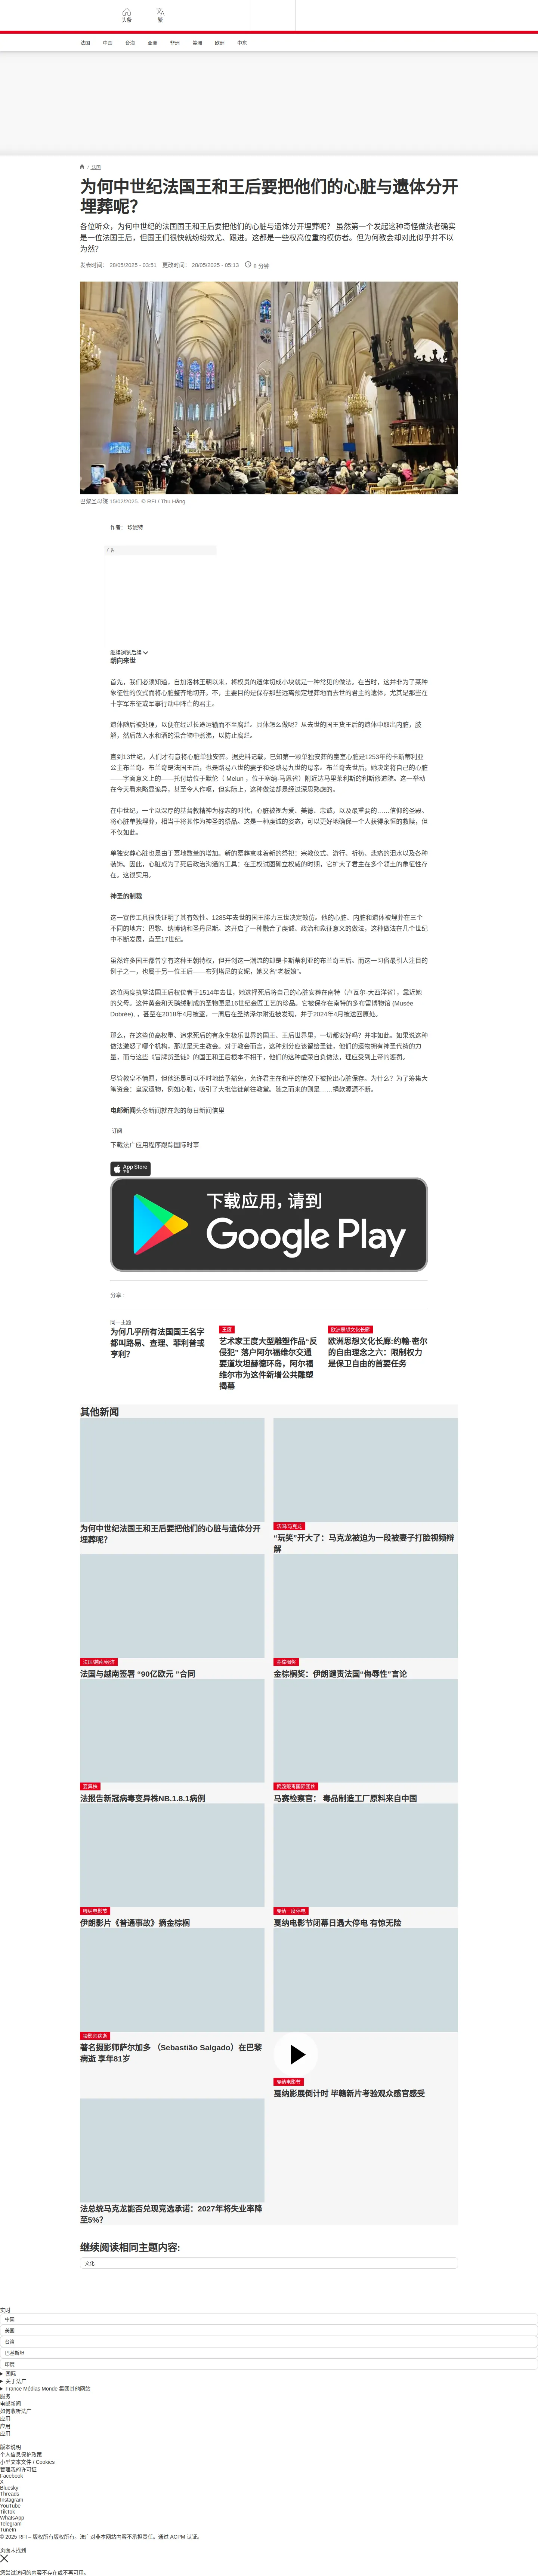 头条
繁
法国
中国
台海
亚洲
非洲
美洲
欧洲
中东
/ 法国
为何中世纪法国王和王后要把他们的心脏与遗体分开
埋葬呢？
各位听众，为何中世纪的法国国王和王后要把他们的心脏与遗体分开埋葬呢？ 虽然第一个发起这种奇怪做法者确实
是一位法国王后，但国王们很快就纷纷效尤、跟进。这都是一些权高位重的模仿者。但为何教会却对此似乎并不以
为然？
发表时间： 28/05/2025 - 03:51 更改时间： 28/05/2025 - 05:13 8 分钟
巴黎圣母院 15/02/2025. © RFI / Thu Hằng
作者： 珍妮特
广告
继续浏览后续
朝向来世
首先，我们必须知道，自加洛林王朝以来，将权贵的遗体切成小块就是一种常见的做法。在当时，这并非为了某种
象征性的仪式而将心脏整齐地切开。不，主要目的是保存那些远离预定埋葬地而去世的君主的遗体，尤其是那些在
十字军东征或军事行动中阵亡的君主。
遗体随后被处理，以便在经过长途运输而不至腐烂。具体怎么做呢？从去世的国王货王后的遗体中取出内脏，肢
解，然后放入水和酒的混合物中煮沸，以防止腐烂。
直到13世纪，人们才有意将心脏单独安葬。据史料记载，已知第一颗单独安葬的皇室心脏是1253年的卡斯蒂利亚
公主布兰奇。布兰奇是法国王后，也是路易八世的妻子和圣路易九世的母亲。布兰奇去世后，她决定将自己的心脏
——字面意义上的——托付给位于默伦（ Melun ，位于塞纳-马恩省）附近达马里莱利斯的利斯修道院。这一举动
在今天看来略显诡异，甚至令人作呕，但实际上，这种做法却是经过深思熟虑的。
在中世纪，一个以深厚的基督教精神为标志的时代，心脏被视为爱、美德、忠诚，以及最重要的……信仰的圣殿。
将心脏单独埋葬，相当于将其作为神圣的祭品。这是一种虔诚的姿态，可以更好地确保一个人获得永恒的救赎，但
不仅如此。
单独安葬心脏也是由于墓地数量的增加。新的墓葬意味着新的祭祀：宗教仪式、游行、祈祷、悲痛的泪水以及各种
装饰。因此，心脏成为了死后政治沟通的工具：在王权试图确立权威的时期，它扩大了君主在多个领土的象征性存
在。这很实用。
神圣的制裁
这一宣传工具很快证明了其有效性。1285年去世的国王腓力三世决定效仿。他的心脏、内脏和遗体被埋葬在三个
不同的地方：巴黎、纳博讷和圣丹尼斯。这开启了一种融合了虔诚、政治和象征意义的做法，这种做法在几个世纪
中不断发展，直至17世纪。
虽然许多国王都曾享有这种王朝特权，但开创这一潮流的却是卡斯蒂利亚的布兰奇王后。而这一习俗最引人注目的
例子之一，也属于另一位王后——布列塔尼的安妮，她又名“老板娘”。
这位两度执掌法国王后权位者于1514年去世，她选择死后将自己的心脏安葬在南特（卢瓦尔-大西洋省），靠近她
的父母。这件黄金和天鹅绒制成的圣物匣是16世纪金匠工艺的珍品。它被保存在南特的多布雷博物馆 (Musée
Dobrée) ，甚至在2018年4月被盗，一周后在圣纳泽尔附近被发现，并于2024年4月被送回原处。
那么，在这些位高权重、追求死后的有永生极乐世界的国王、王后世界里，一切都安好吗？并非如此。如果说这种
做法激怒了哪个机构，那就是天主教会。对于教会而言，这种划分应该留给圣徒，他们的遗物拥有神圣代祷的力
量，而与这些《冒牌货圣徒》的国王和王后根本不相干，他们的这种虚荣自负做法，理应受到上帝的惩罚。
尽管教皇不情愿，但他还是可以不时地给予豁免，允许君主在和平的情况下被挖出心脏保存。为什么？为了筹集大
笔资金：皇家遗物，例如心脏，吸引了大批信徒前往教堂。随之而来的则是……捐款源源不断。
电邮新闻头条新闻就在您的每日新闻信里
订阅
下载法广应用程序跟踪国际时事
App Store
下载
下载应用，请到
Google Play
分享 :
同一主题
为何几乎所有法国国王名字
都叫路易、查理、菲利普或
亨利？
王度
艺术家王度大型雕塑作品“反
侵犯” 落户阿尔福维尔交通
要道坎坦赫德环岛，阿尔福
维尔市为这件新增公共雕塑
揭幕
欧洲思想文化长廊
欧洲思想文化长廊:约翰·密尔
的自由理念之六：限制权力
是保卫自由的首要任务
其他新闻
为何中世纪法国王和王后要把他们的心脏与遗体分开
埋葬呢？
法国/马克龙
“玩笑”开大了：马克龙被迫为一段被妻子打脸视频辩
解
法国/越南/经济
法国与越南签署 “90亿欧元 ”合同
金棕榈奖
金棕榈奖：伊朗谴责法国“侮辱性”言论
变异株
法报告新冠病毒变异株NB.1.8.1病例
马赛检察官： 毒品制造工厂原料来自中国
戛纳电影节
伊朗影片《普通事故》摘金棕榈
戛纳一度停电
戛纳电影节闭幕日遇大停电 有惊无险
摄影师病逝
著名摄影师萨尔加多 （Sebastião Salgado）在巴黎
病逝 享年81岁
戛纳电影节
戛纳影展倒计时 毕赣新片考验观众感官感受
法总统马克龙能否兑现竞选承诺：2027年将失业率降
至5%？
继续阅读相同主题内容:
文化
实时
中国
美国
台湾
巴基斯坦
印度
国际
关于法广
France Médias Monde 集团其他网站
服务
电邮新闻
如何收听法广
应用
应用
应用
版本说明
个人信息保护政策
小型文本文件 / Cookies
管理我的许可证
Facebook
X
Bluesky
Threads
Instagram
YouTube
TikTok
WhatsApp
Telegram
TuneIn
© 2025 RFI – 版权所有版权所有。法广对非本网站内容不承担责任。通过 ACPM 认证。
页面未找到
您尝试访问的内容不存在或不再可用。